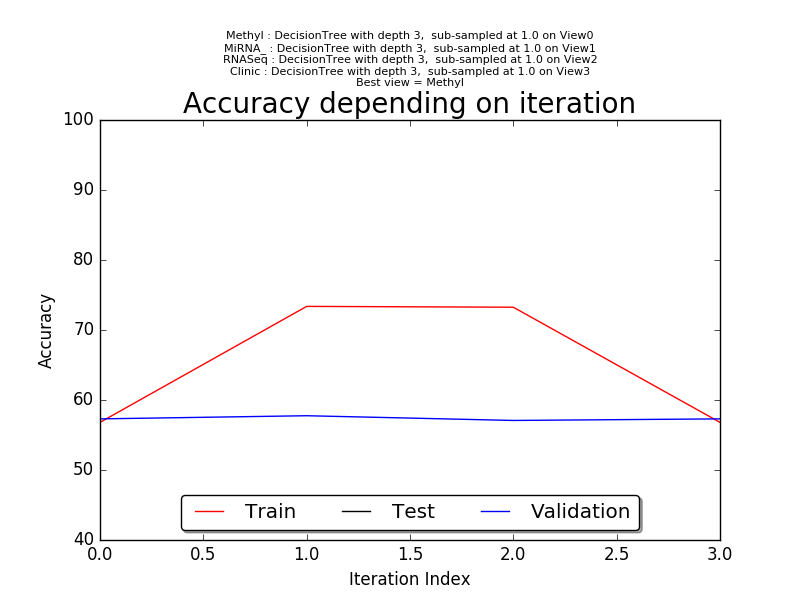 Methyl : DecisionTree with depth 3,  sub-sampled at 1.0 on View0
MiRNA_ : DecisionTree with depth 3,  sub-sampled at 1.0 on View1
RNASeq : DecisionTree with depth 3,  sub-sampled at 1.0 on View2
Clinic : DecisionTree with depth 3,  sub-sampled at 1.0 on View3
Best view = Methyl
Accuracy depending on iteration
100
90
80
70
60
50
40
Accuracy
Train Test Validation
0.0 0.5 1.0 1.5 2.0 2.5 3.0
Iteration Index